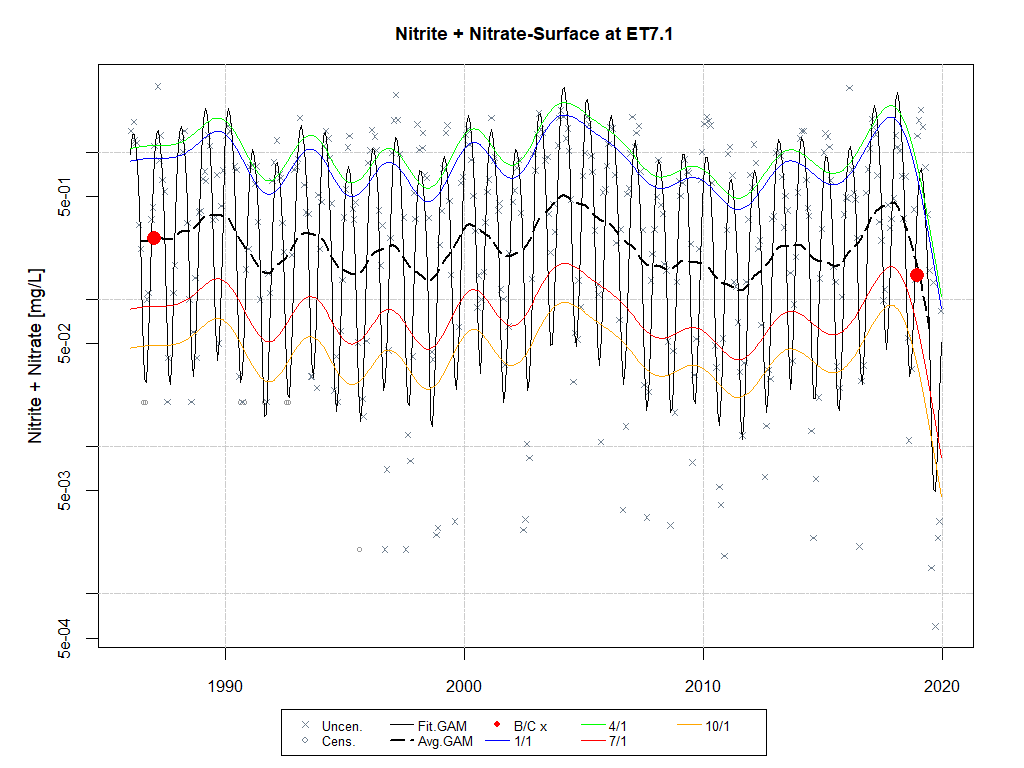 Nitrite + Nitrate-Surface at ET7.1
Nitrite + Nitrate [mg/L]
5e-01
5e-02
5e-03
5e-04
1990 2000 2010 2020
Uncen. Fit.GAM B/C x 4/1 10/1
Cens. Avg.GAM 1/1 7/1